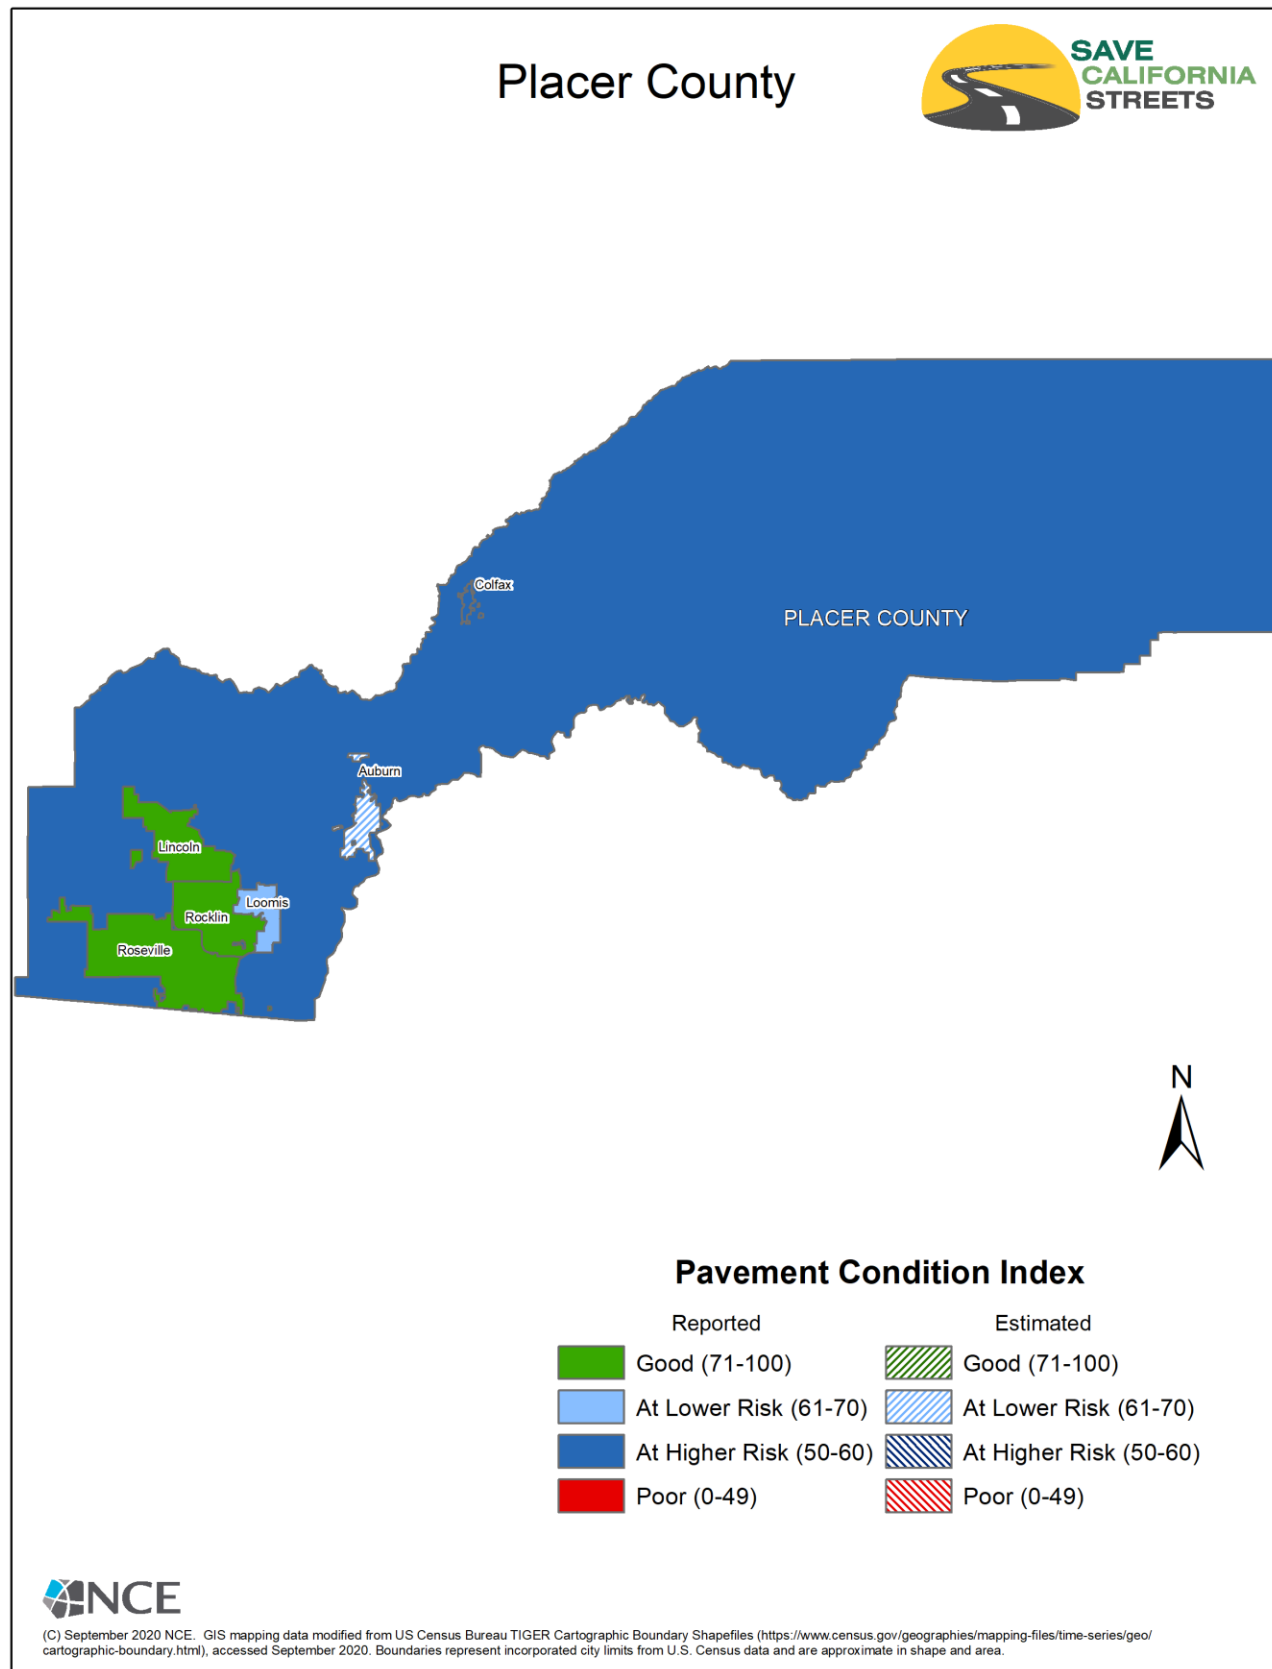 Placer County
SAVE
CALIFORNIA
STREETS
Colfax
PLACER COUNTY
Auburn
Lincoln
Loomis
Rocklin
Roseville
N
Pavement Condition Index
Reported Estimated
Good (71-100) Good (71-100)
At Lower Risk (61-70) At Lower Risk (61-70)
At Higher Risk (50-60) At Higher Risk (50-60)
Poor (0-49) Poor (0-49)
NCE
(C) September 2020 NCE. GIS mapping data modified from US Census Bureau TIGER Cartographic Boundary Shapefiles (https://www.census.gov/geographies/mapping-files/time-series/geo/
cartographic-boundary.html), accessed September 2020. Boundaries represent incorporated city limits from U.S. Census data and are approximate in shape and area.